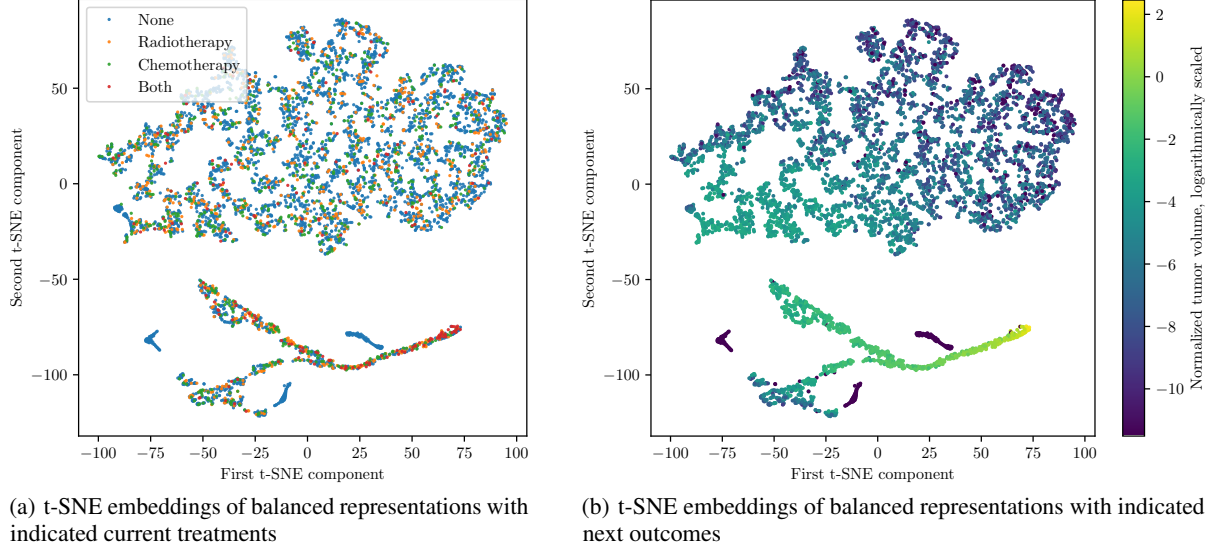 None
Radiotherapy
Chemotherapy
Both
50
0
−50
−100
Second t-SNE component
−100 −75 −50 −25 0 25 50 75 100
First t-SNE component
50
0
−50
−100
Second t-SNE component
−100 −75 −50 −25 0 25 50 75 100
First t-SNE component
2
0
−2
−4
−6
−8
−10
Normalized tumor volume, logarithmically scaled
(a) t-SNE embeddings of balanced representations with
indicated current treatments
(b) t-SNE embeddings of balanced representations with indicated
next outcomes